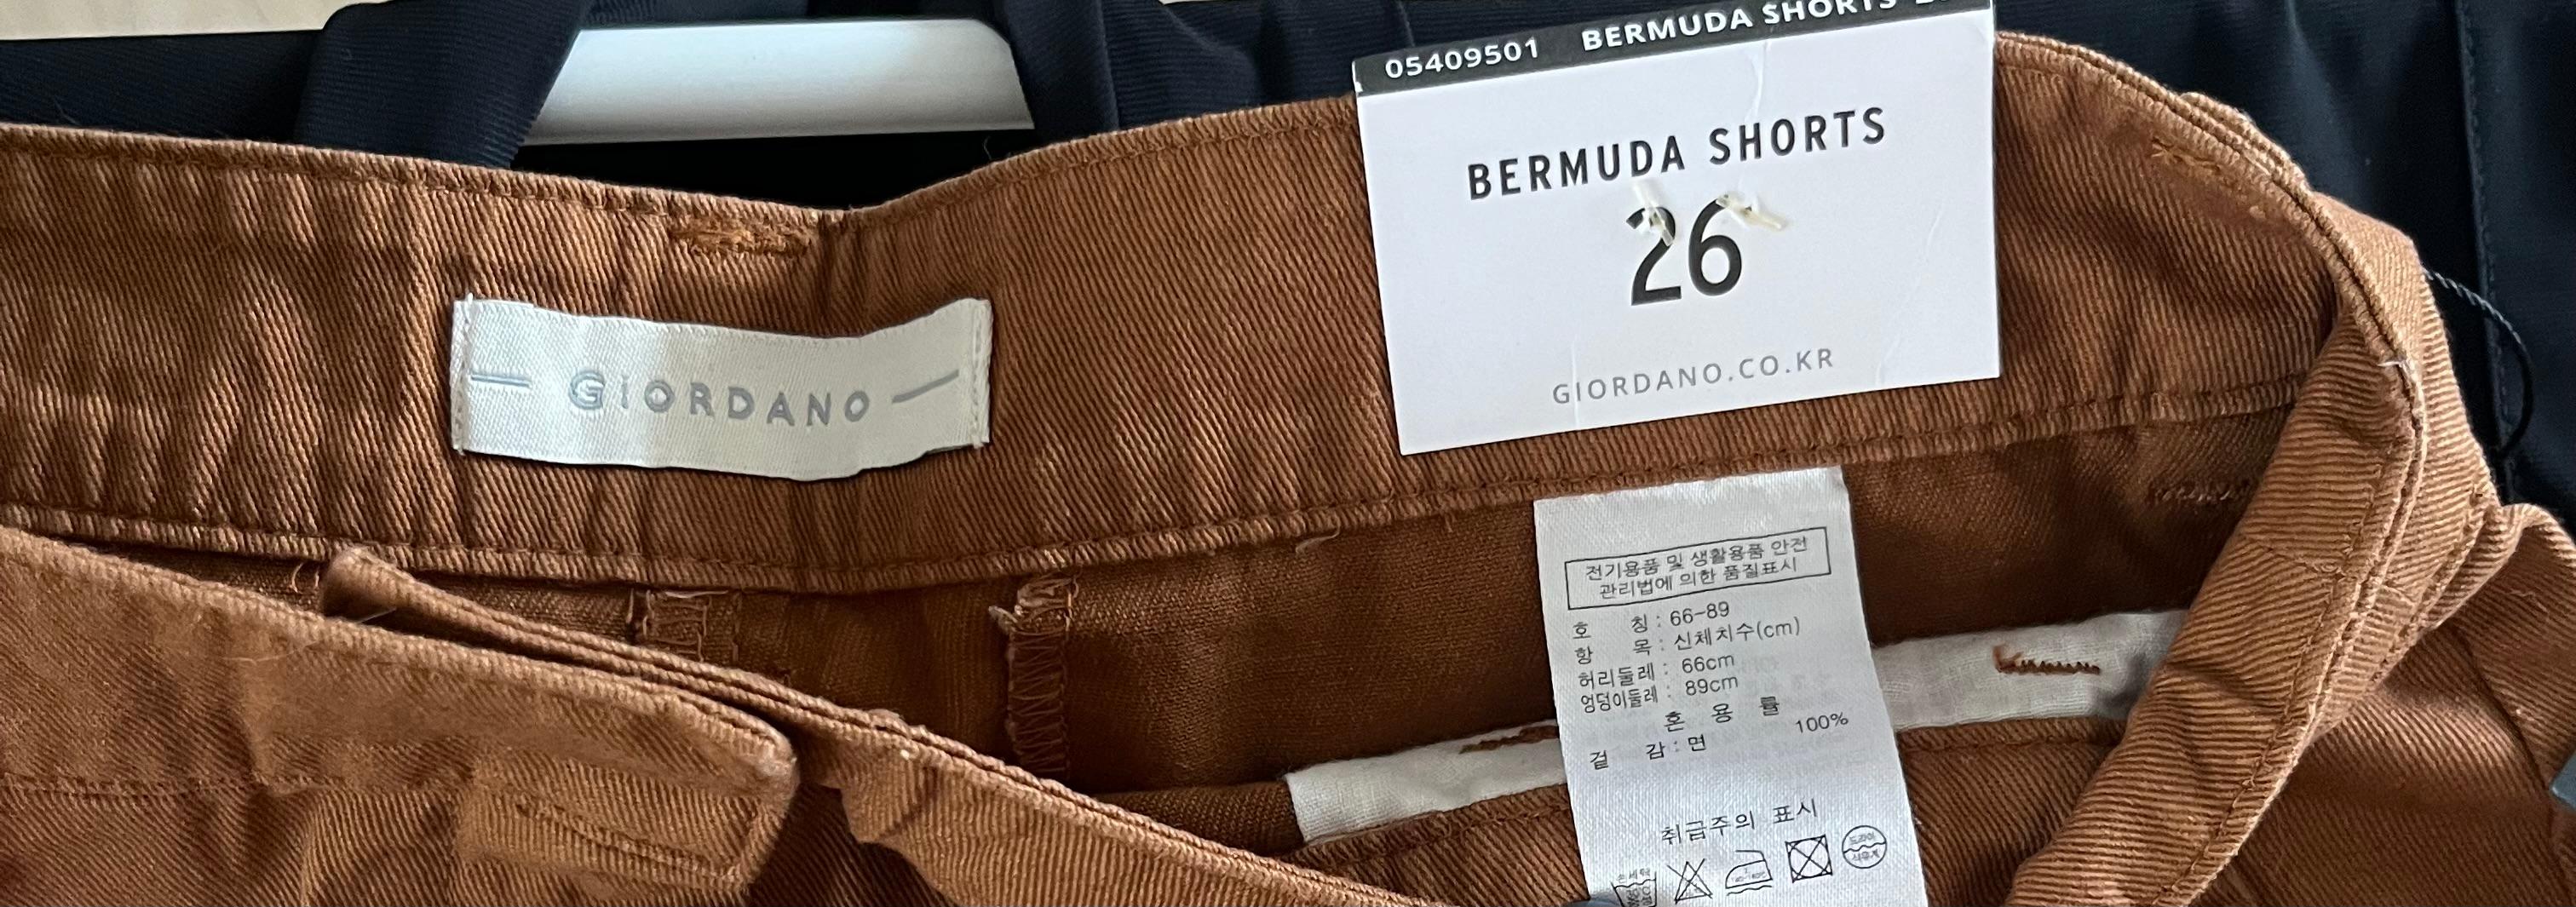 05409501 BERMUDA SHORTS
BERMUDA SHORTS
26
GIORDANO.CO.KR
GIORDANO
전기용품 및 생활용품 안전
관리법에 의한 품질표시
호 칭 : 66-89
항 목 : 신체치수(cm)
허리둘레 : 66cm
엉덩이둘레 : 89cm
혼 용 률
겉 감 : 면 100%
취급주의 표시
드라이